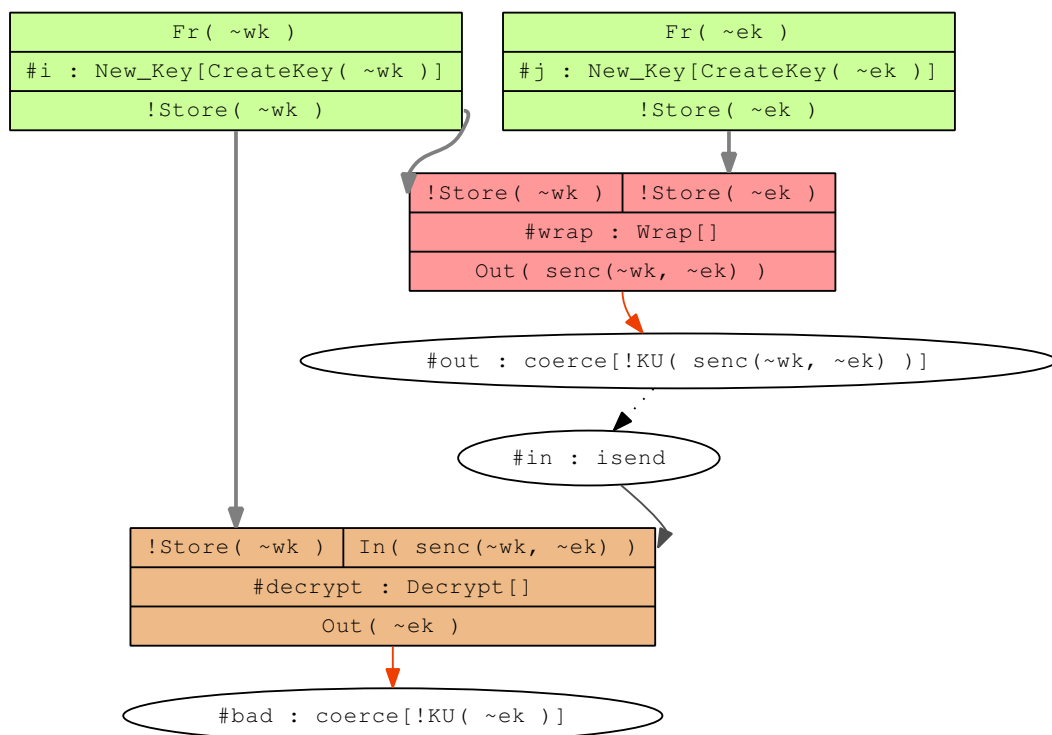 Fr( ~wk )
#i : New_Key[CreateKey( ~wk )]
!Store( ~wk )
Fr( ~ek )
#j : New_Key[CreateKey( ~ek )]
!Store( ~ek )
!Store( ~wk ) !Store( ~ek )
#wrap : Wrap[]
Out( senc(~wk, ~ek) )
#out : coerce[!KU( senc(~wk, ~ek) )]
#in : isend
!Store( ~wk ) In( senc(~wk, ~ek) )
#decrypt : Decrypt[]
Out( ~ek )
#bad : coerce[!KU( ~ek )]